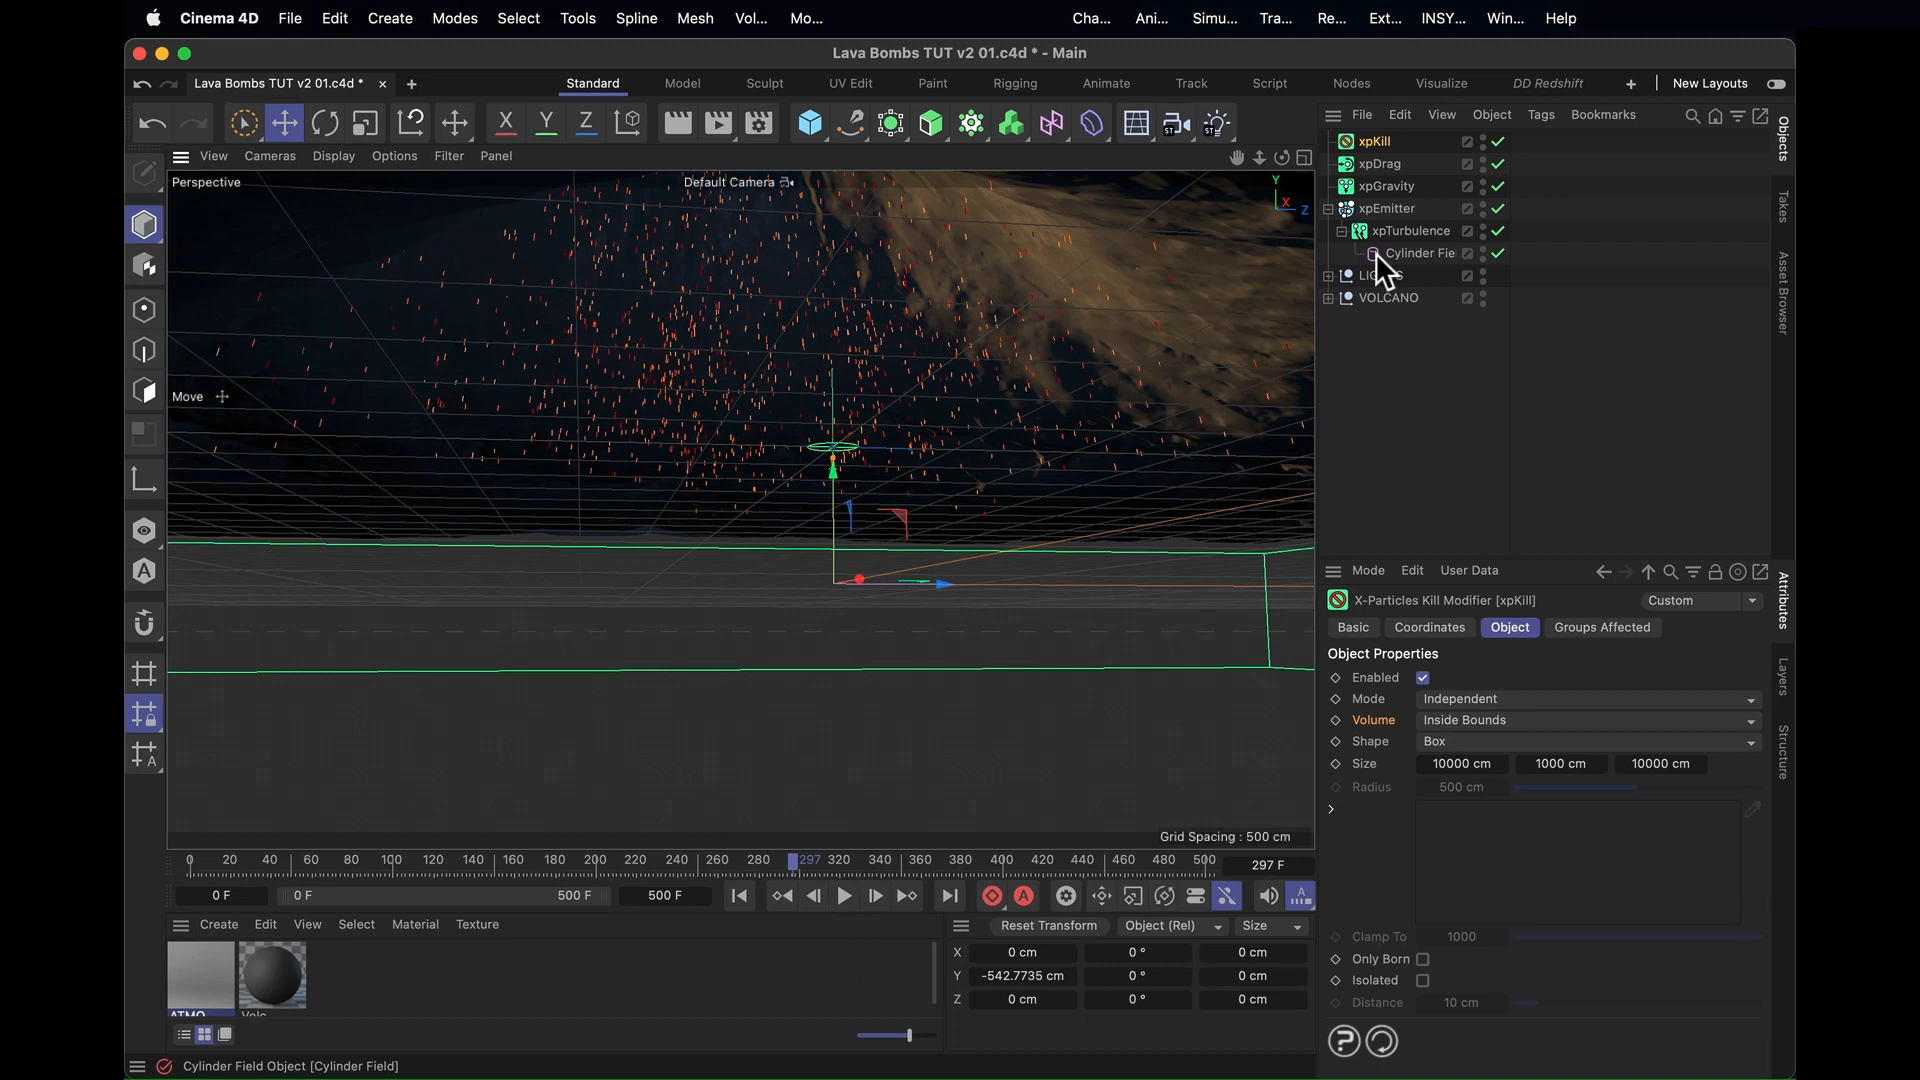 Cinema 4D File Edit Create Modes Select Tools Spline Mesh Vol... Mo... Cha... Ani... Simu... Tra... Re... Ext... INSY... Win... Help
Lava Bombs TUT v2 01.c4d * - Main
Lava Bombs TUT v2 01.c4d * Standard Model Sculpt UV Edit Paint Rigging Animate Track Script Nodes Visualize DD Redshift New Layouts
X Y Z ST ST
File Edit View Object Tags Bookmarks
View Cameras Display Options Filter Panel
Perspective
Default Camera
Y
X
Z
Move
Grid Spacing : 500 cm
xpKill
xpDrag
xpGravity
xpEmitter
xpTurbulence
Cylinder Fie
VOLCANO
Objects
Takes
Asset Browser
Mode Edit User Data
X-Particles Kill Modifier [xpKill] Custom
Basic Coordinates Object Groups Affected
Object Properties
Enabled
Mode Independent
Volume Inside Bounds
Shape Box
Size 10000 cm 1000 cm 10000 cm
Radius 500 cm
Clamp To 1000
Only Born
Isolated
Distance 10 cm
Attributes
Layers
Structure
0 20 40 60 80 100 120 140 160 180 200 220 240 260 280 297 320 340 360 380 400 420 440 460 480 500 297 F
0 F 0 F 500 F 500 F
Create Edit View Select Material Texture
ATMO Volc
Reset Transform Object (Rel) Size
X 0 cm 0 ° 0 cm
Y -542.7735 cm 0 ° 0 cm
Z 0 cm 0 ° 0 cm
Cylinder Field Object [Cylinder Field]